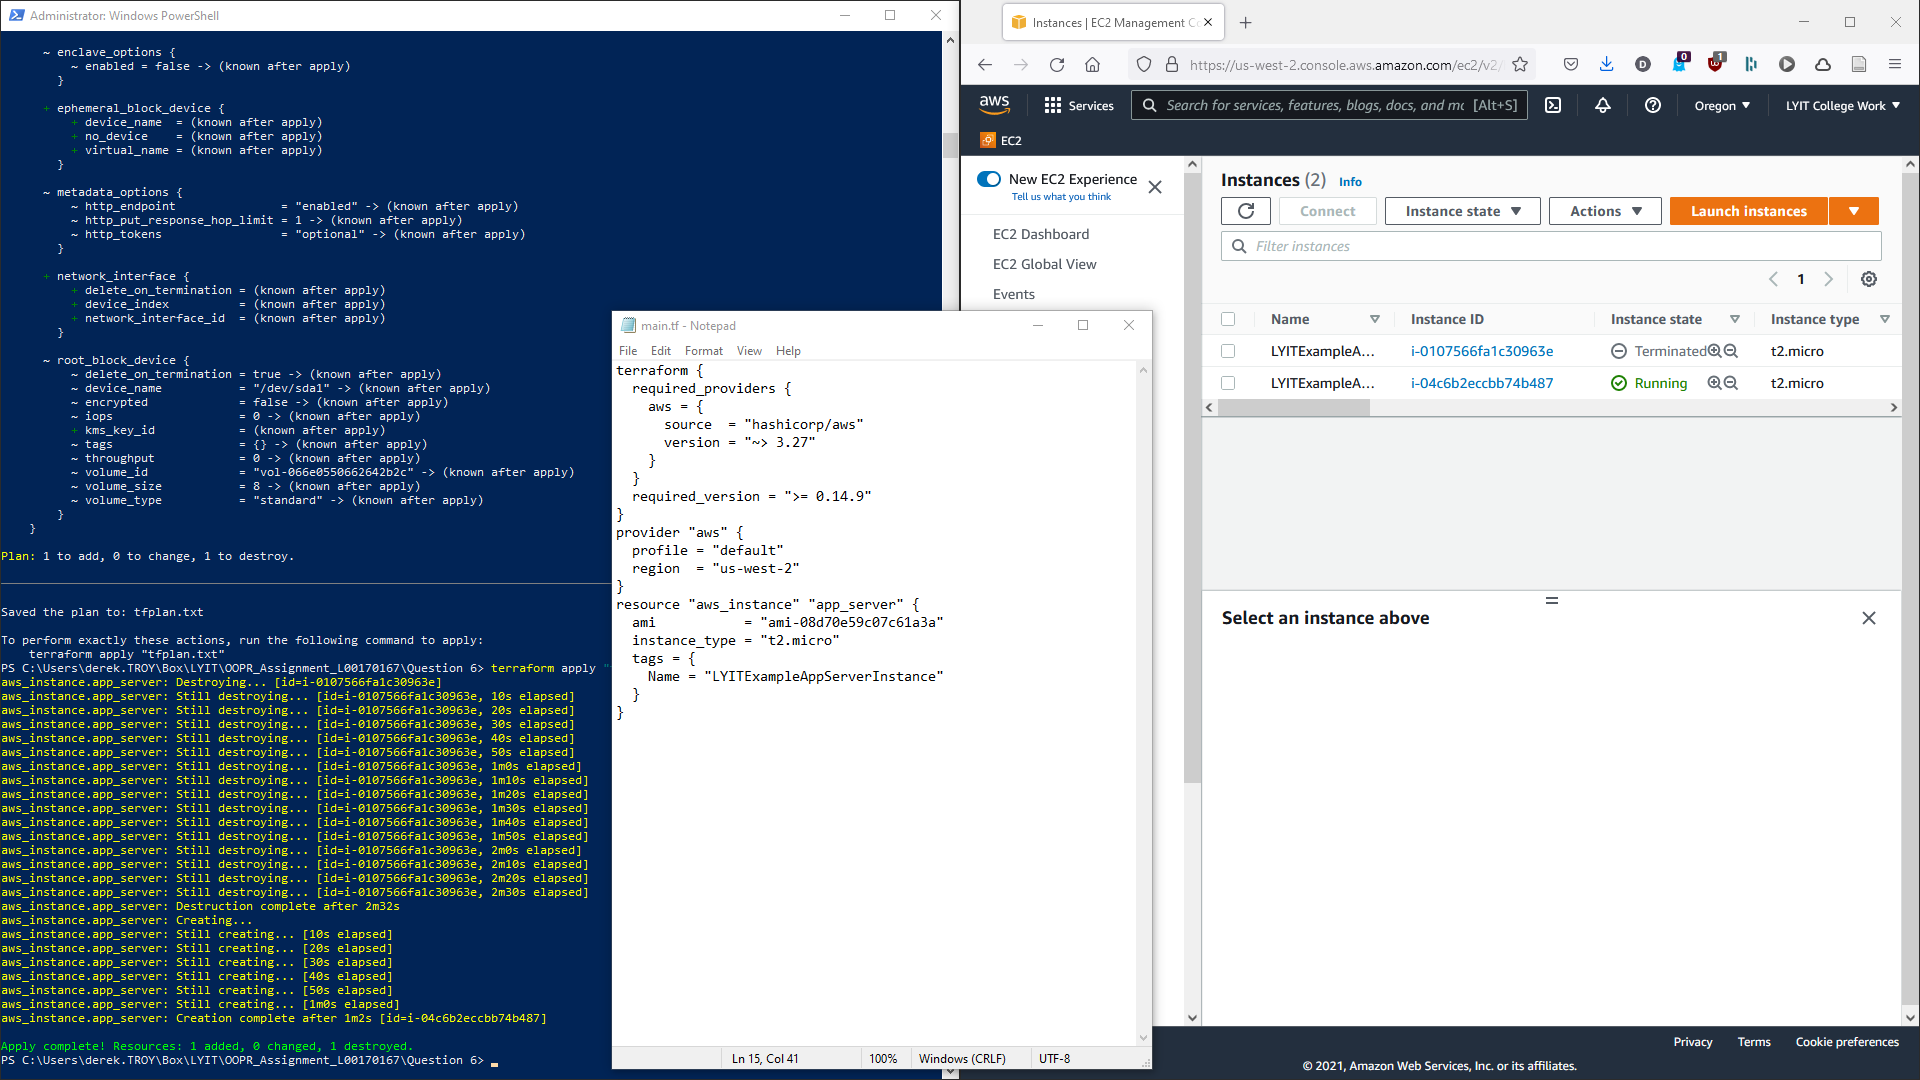 Administrator: Windows PowerShell
~ enclave_options {
~ enabled = false -> (known after apply)
}
+ ephemeral_block_device {
+ device_name  = (known after apply)
+ no_device    = (known after apply)
+ virtual_name = (known after apply)
}
~ metadata_options {
~ http_endpoint               = "enabled" -> (known after apply)
~ http_put_response_hop_limit = 1 -> (known after apply)
~ http_tokens                 = "optional" -> (known after apply)
}
+ network_interface {
+ delete_on_termination = (known after apply)
+ device_index          = (known after apply)
+ network_interface_id  = (known after apply)
}
~ root_block_device {
~ delete_on_termination = true -> (known after apply)
~ device_name           = "/dev/sda1" -> (known after apply)
~ encrypted             = false -> (known after apply)
~ iops                  = 0 -> (known after apply)
+ kms_key_id            = (known after apply)
~ tags                  = {} -> (known after apply)
~ throughput            = 0 -> (known after apply)
~ volume_id             = "vol-066e0550662642b2c" -> (known after apply)
~ volume_size           = 8 -> (known after apply)
~ volume_type           = "standard" -> (known after apply)
}
}
Plan: 1 to add, 0 to change, 1 to destroy.
Saved the plan to: tfplan.txt
To perform exactly these actions, run the following command to apply:
terraform apply "tfplan.txt"
PS C:\Users\derek.TROY\Box\LYIT\OOPR_Assignment_L00170167\Question 6> terraform apply "
aws_instance.app_server: Destroying... [id=i-0107566fa1c30963e]
aws_instance.app_server: Still destroying... [id=i-0107566fa1c30963e, 10s elapsed]
aws_instance.app_server: Still destroying... [id=i-0107566fa1c30963e, 20s elapsed]
aws_instance.app_server: Still destroying... [id=i-0107566fa1c30963e, 30s elapsed]
aws_instance.app_server: Still destroying... [id=i-0107566fa1c30963e, 40s elapsed]
aws_instance.app_server: Still destroying... [id=i-0107566fa1c30963e, 50s elapsed]
aws_instance.app_server: Still destroying... [id=i-0107566fa1c30963e, 1m0s elapsed]
aws_instance.app_server: Still destroying... [id=i-0107566fa1c30963e, 1m10s elapsed]
aws_instance.app_server: Still destroying... [id=i-0107566fa1c30963e, 1m20s elapsed]
aws_instance.app_server: Still destroying... [id=i-0107566fa1c30963e, 1m30s elapsed]
aws_instance.app_server: Still destroying... [id=i-0107566fa1c30963e, 1m40s elapsed]
aws_instance.app_server: Still destroying... [id=i-0107566fa1c30963e, 1m50s elapsed]
aws_instance.app_server: Still destroying... [id=i-0107566fa1c30963e, 2m0s elapsed]
aws_instance.app_server: Still destroying... [id=i-0107566fa1c30963e, 2m10s elapsed]
aws_instance.app_server: Still destroying... [id=i-0107566fa1c30963e, 2m20s elapsed]
aws_instance.app_server: Still destroying... [id=i-0107566fa1c30963e, 2m30s elapsed]
aws_instance.app_server: Destruction complete after 2m32s
aws_instance.app_server: Creating...
aws_instance.app_server: Still creating... [10s elapsed]
aws_instance.app_server: Still creating... [20s elapsed]
aws_instance.app_server: Still creating... [30s elapsed]
aws_instance.app_server: Still creating... [40s elapsed]
aws_instance.app_server: Still creating... [50s elapsed]
aws_instance.app_server: Still creating... [1m0s elapsed]
aws_instance.app_server: Creation complete after 1m2s [id=i-04c6b2eccbb74b487]
Apply complete! Resources: 1 added, 0 changed, 1 destroyed.
PS C:\Users\derek.TROY\Box\LYIT\OOPR_Assignment_L00170167\Question 6>
main.tf - Notepad
File Edit Format View Help
terraform {
required_providers {
aws = {
source  = "hashicorp/aws"
version = "~> 3.27"
}
}
required_version = ">= 0.14.9"
}
provider "aws" {
profile = "default"
region  = "us-west-2"
}
resource "aws_instance" "app_server" {
ami           = "ami-08d70e59c07c61a3a"
instance_type = "t2.micro"
tags = {
Name = "LYITExampleAppServerInstance"
}
}
Ln 15, Col 41 100% Windows (CRLF) UTF-8
Instances | EC2 Management Co
https://us-west-2.console.aws.amazon.com/ec2/v2/
0
1
aws Services Search for services, features, blogs, docs, and mo [Alt+S] Oregon LYIT College Work
EC2
New EC2 Experience
Tell us what you think
EC2 Dashboard
EC2 Global View
Events
Instances (2) Info
Connect Instance state Actions Launch instances
Filter instances
1
Name Instance ID Instance state Instance type
LYITExampleA... i-0107566fa1c30963e Terminated t2.micro
LYITExampleA... i-04c6b2eccbb74b487 Running t2.micro
Select an instance above
Privacy Terms Cookie preferences
© 2021, Amazon Web Services, Inc. or its affiliates.